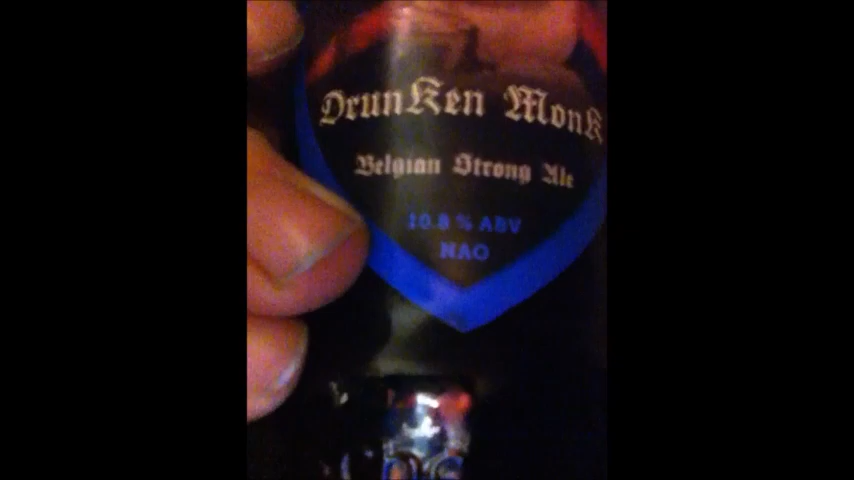 DrunKen MonK
Belgian Strong Ale
10.8 % ABV
NAO